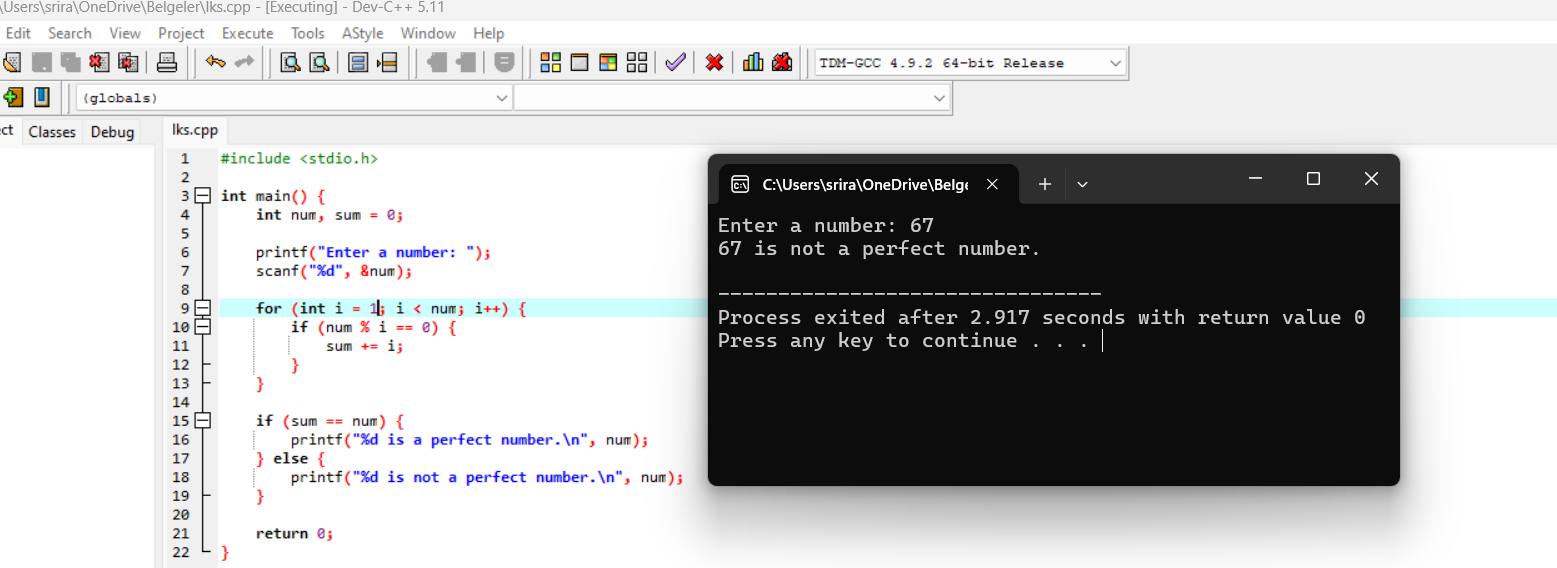 \Users\srira\OneDrive\Belgeler\lks.cpp - [Executing] - Dev-C++ 5.11
Edit Search View Project Execute Tools AStyle Window Help
TDM-GCC 4.9.2 64-bit Release
(globals)
ct Classes Debug lks.cpp
1 #include <stdio.h>
2
3 int main() {
4 int num, sum = 0;
5
6 printf("Enter a number: ");
7 scanf("%d", &num);
8
9 for (int i = 1; i < num; i++) {
10 if (num % i == 0) {
11 sum += i;
12 }
13 }
14
15 if (sum == num) {
16 printf("%d is a perfect number.\n", num);
17 } else {
18 printf("%d is not a perfect number.\n", num);
19 }
20
21 return 0;
22 }
C:\Users\srira\OneDrive\Belge
Enter a number: 67
67 is not a perfect number.
--------------------------------
Process exited after 2.917 seconds with return value 0
Press any key to continue . . .